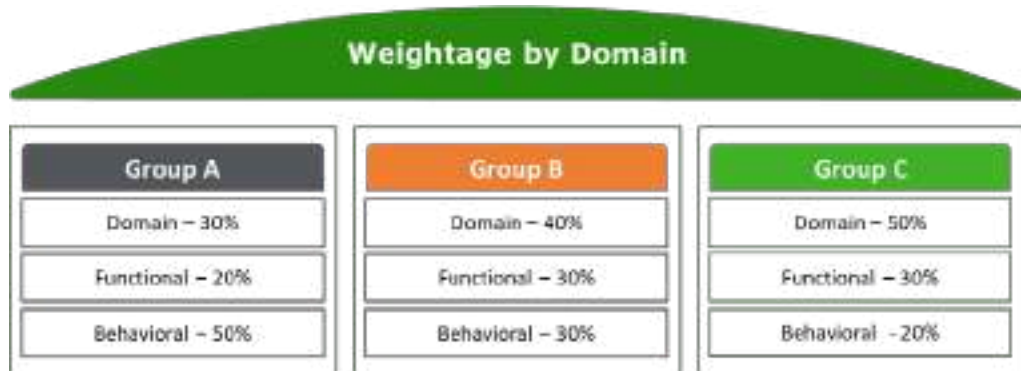 Weightage by Domain
Group A
Domain – 30%
Functional – 20%
Behavioral – 50%
Group B
Domain – 40%
Functional – 30%
Behavioral – 30%
Group C
Domain – 50%
Functional – 30%
Behavioral  -20%